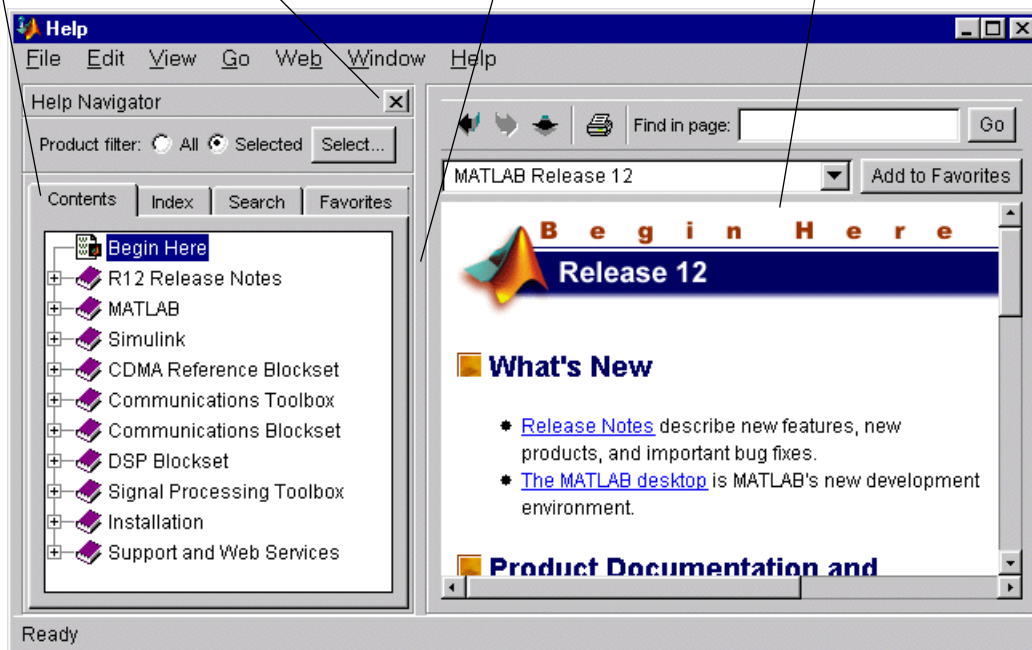 Help
File Edit View Go Web Window Help
Help Navigator
Product filter: All Selected Select...
Contents Index Search Favorites
Begin Here
R12 Release Notes
MATLAB
Simulink
CDMA Reference Blockset
Communications Toolbox
Communications Blockset
DSP Blockset
Signal Processing Toolbox
Installation
Support and Web Services
Find in page: Go
MATLAB Release 12 Add to Favorites
Begin Here
Release 12
What's New
Release Notes describe new features, new
products, and important bug fixes.
The MATLAB desktop is MATLAB's new development
environment.
Product Documentation and
Ready